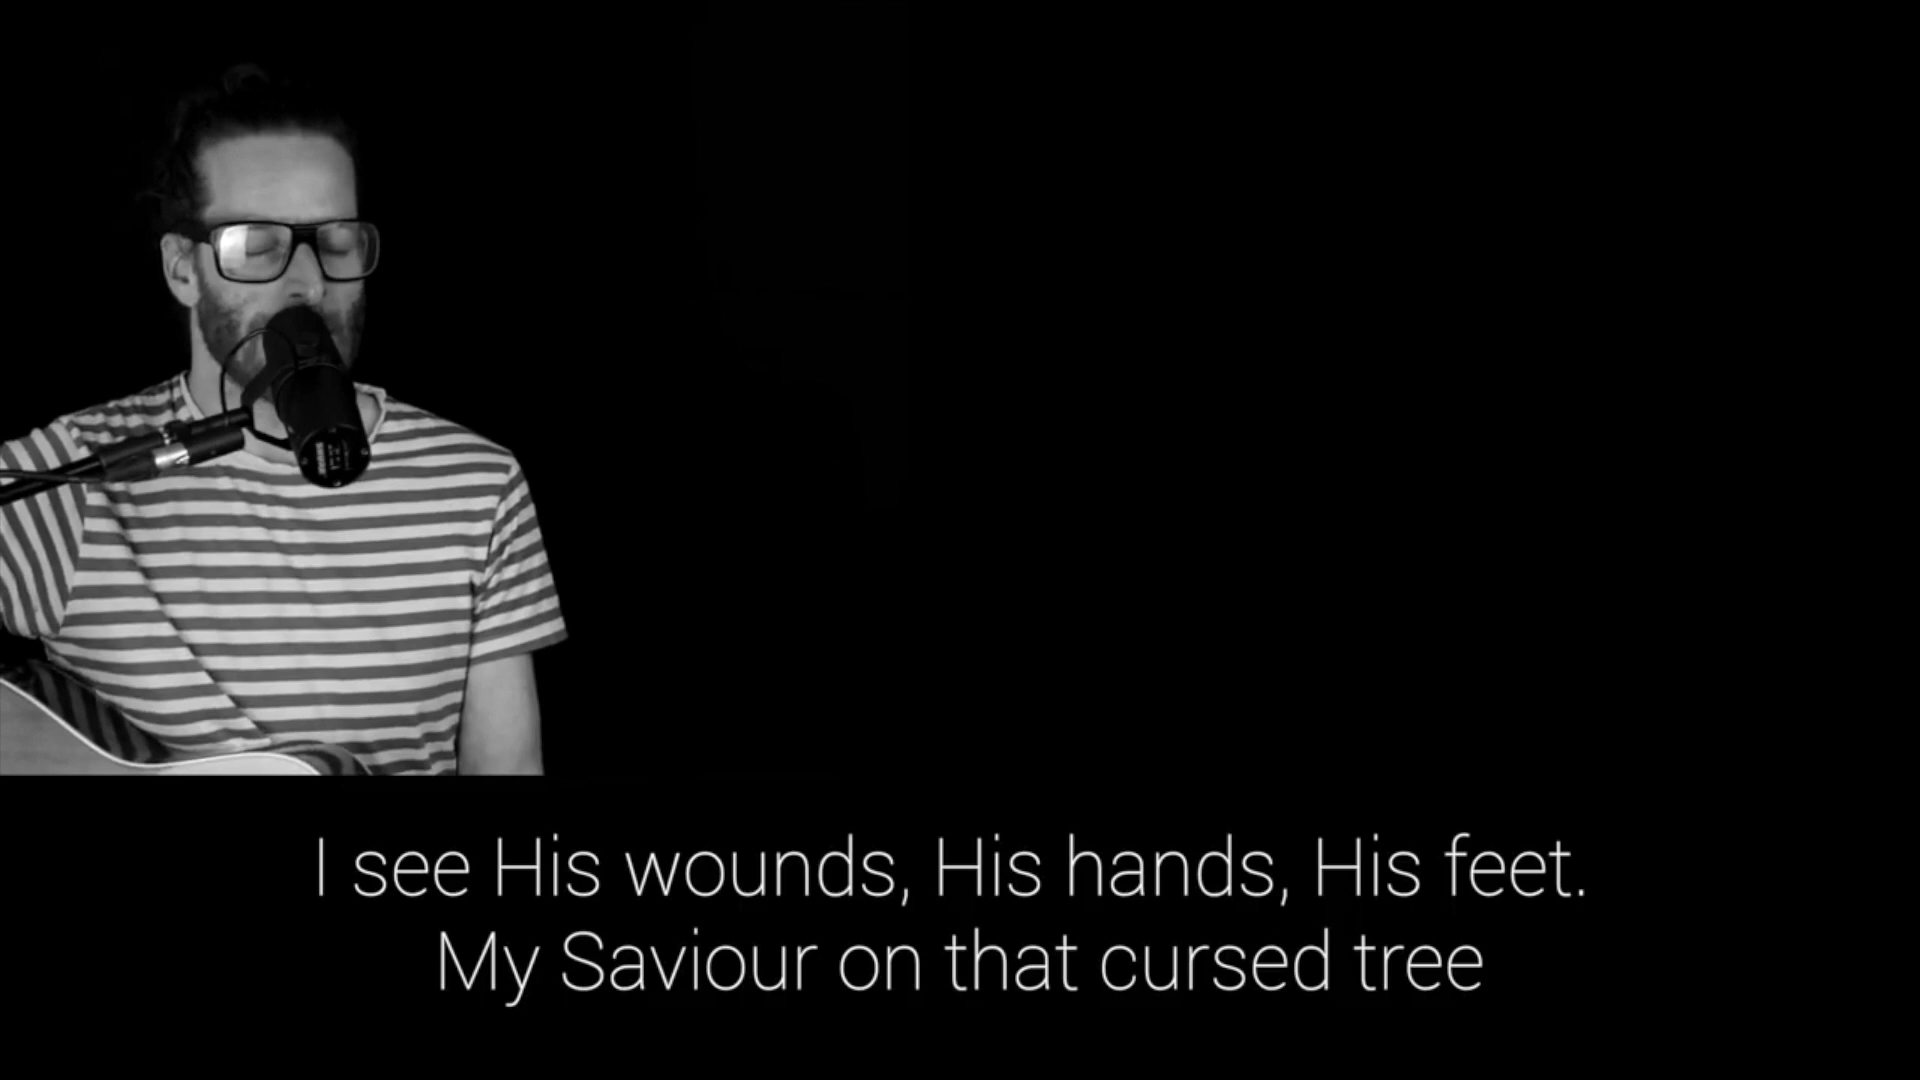 I see His wounds, His hands, His feet.
My Saviour on that cursed tree